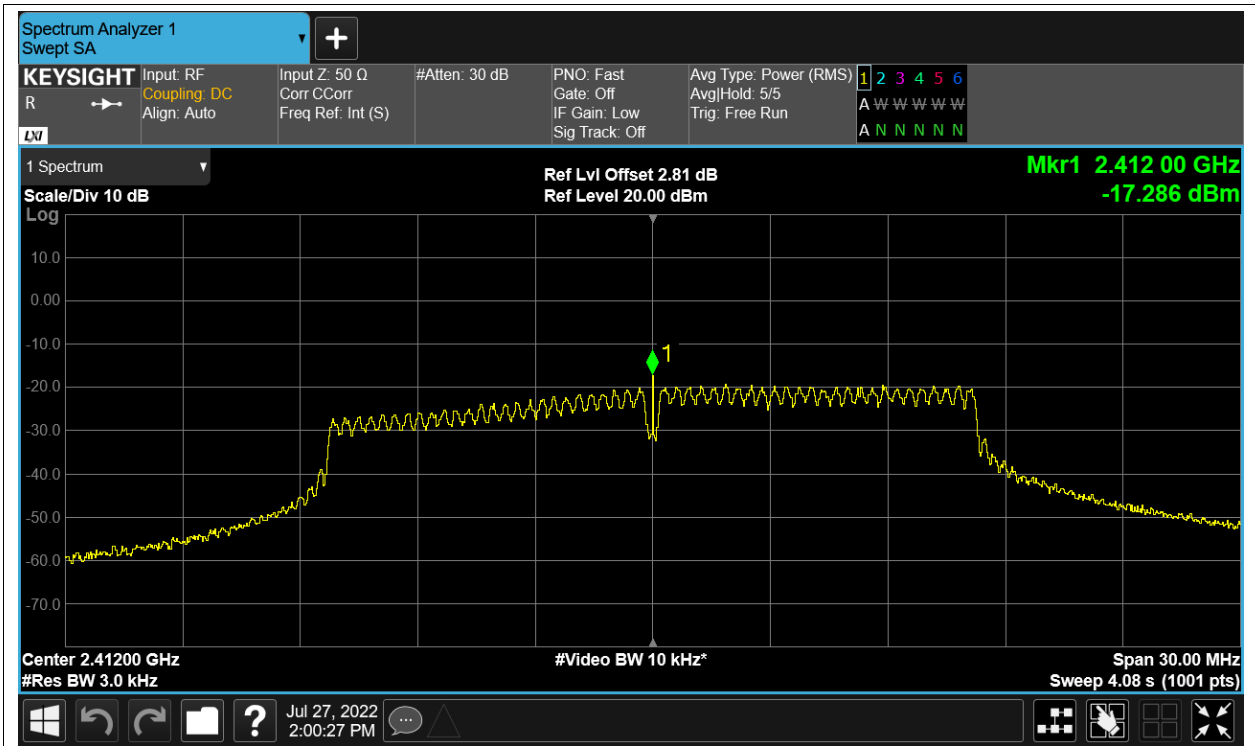 Spectrum Analyzer 1
Swept SA
KEYSIGHT
R
LXI
Input: RF
Coupling: DC
Align: Auto
Input Z: 50 Ω
Corr CCorr
Freq Ref: Int (S)
#Atten: 30 dB
PNO: Fast
Gate: Off
IF Gain: Low
Sig Track: Off
Avg Type: Power (RMS)
Avg|Hold: 5/5
Trig: Free Run
1 2 3 4 5 6
A W W W W W
A N N N N N
1 Spectrum
Scale/Div 10 dB
Ref Lvl Offset 2.81 dB
Ref Level 20.00 dBm
Mkr1 2.412 00 GHz
-17.286 dBm
Log
10.0
0.00
-10.0
-20.0
-30.0
-40.0
-50.0
-60.0
-70.0
1
Center 2.41200 GHz
#Res BW 3.0 kHz
#Video BW 10 kHz*
Span 30.00 MHz
Sweep 4.08 s (1001 pts)
?
Jul 27, 2022
2:00:27 PM